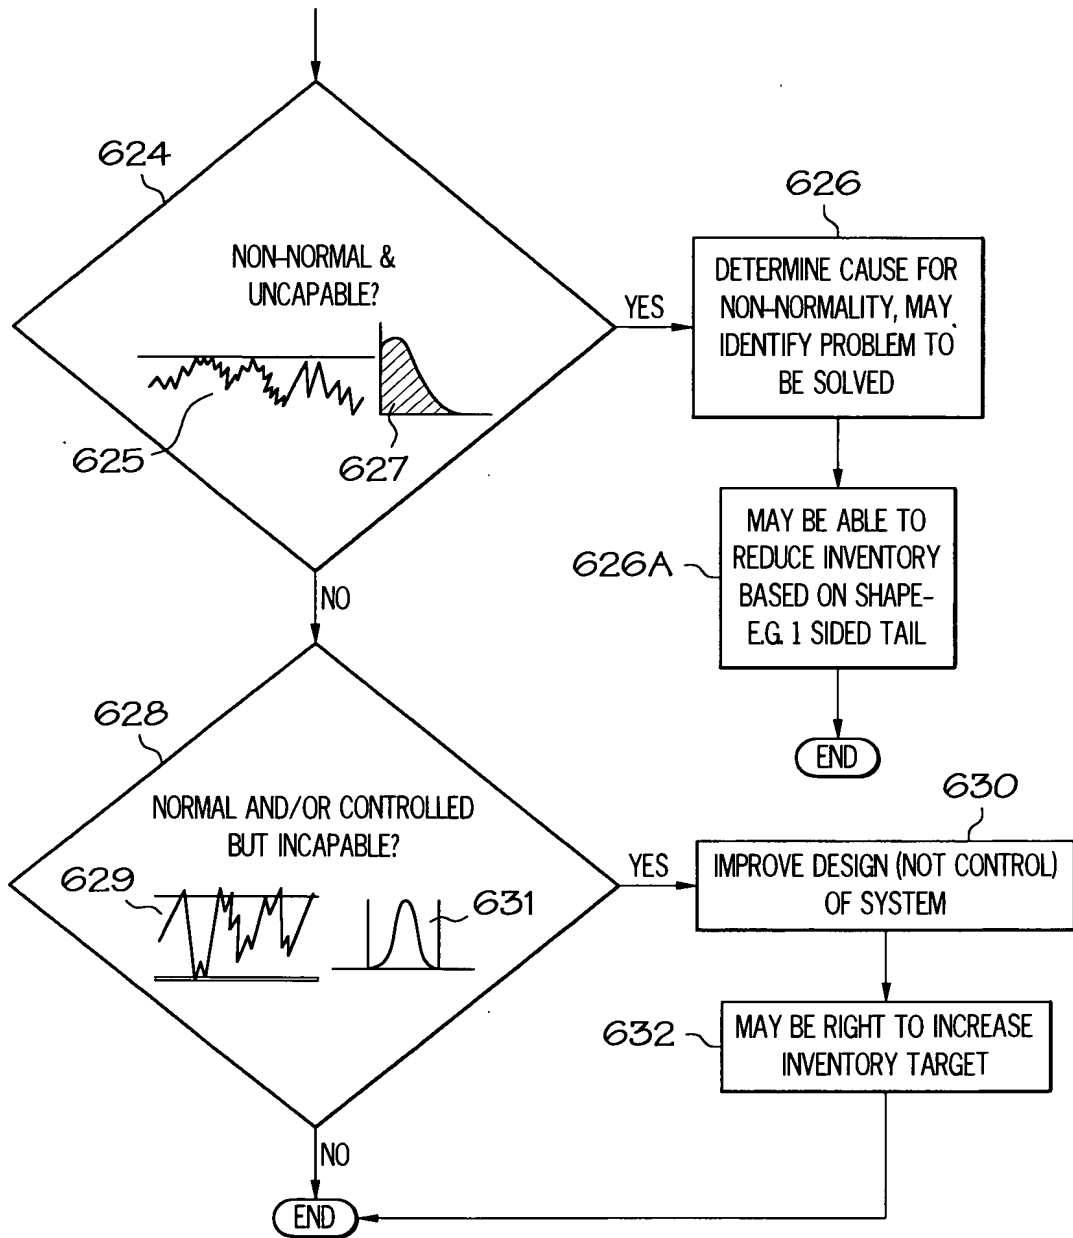 624
NON-NORMAL &
UNCAPABLE?
625
627
YES
626
DETERMINE CAUSE FOR
NON-NORMALITY, MAY
IDENTIFY PROBLEM TO
BE SOLVED
626A
MAY BE ABLE TO
REDUCE INVENTORY
BASED ON SHAPE-
E.G. 1 SIDED TAIL
END
NO
628
NORMAL AND/OR CONTROLLED
BUT INCAPABLE?
629
631
YES
630
IMPROVE DESIGN (NOT CONTROL)
OF SYSTEM
632
MAY BE RIGHT TO INCREASE
INVENTORY TARGET
NO
END